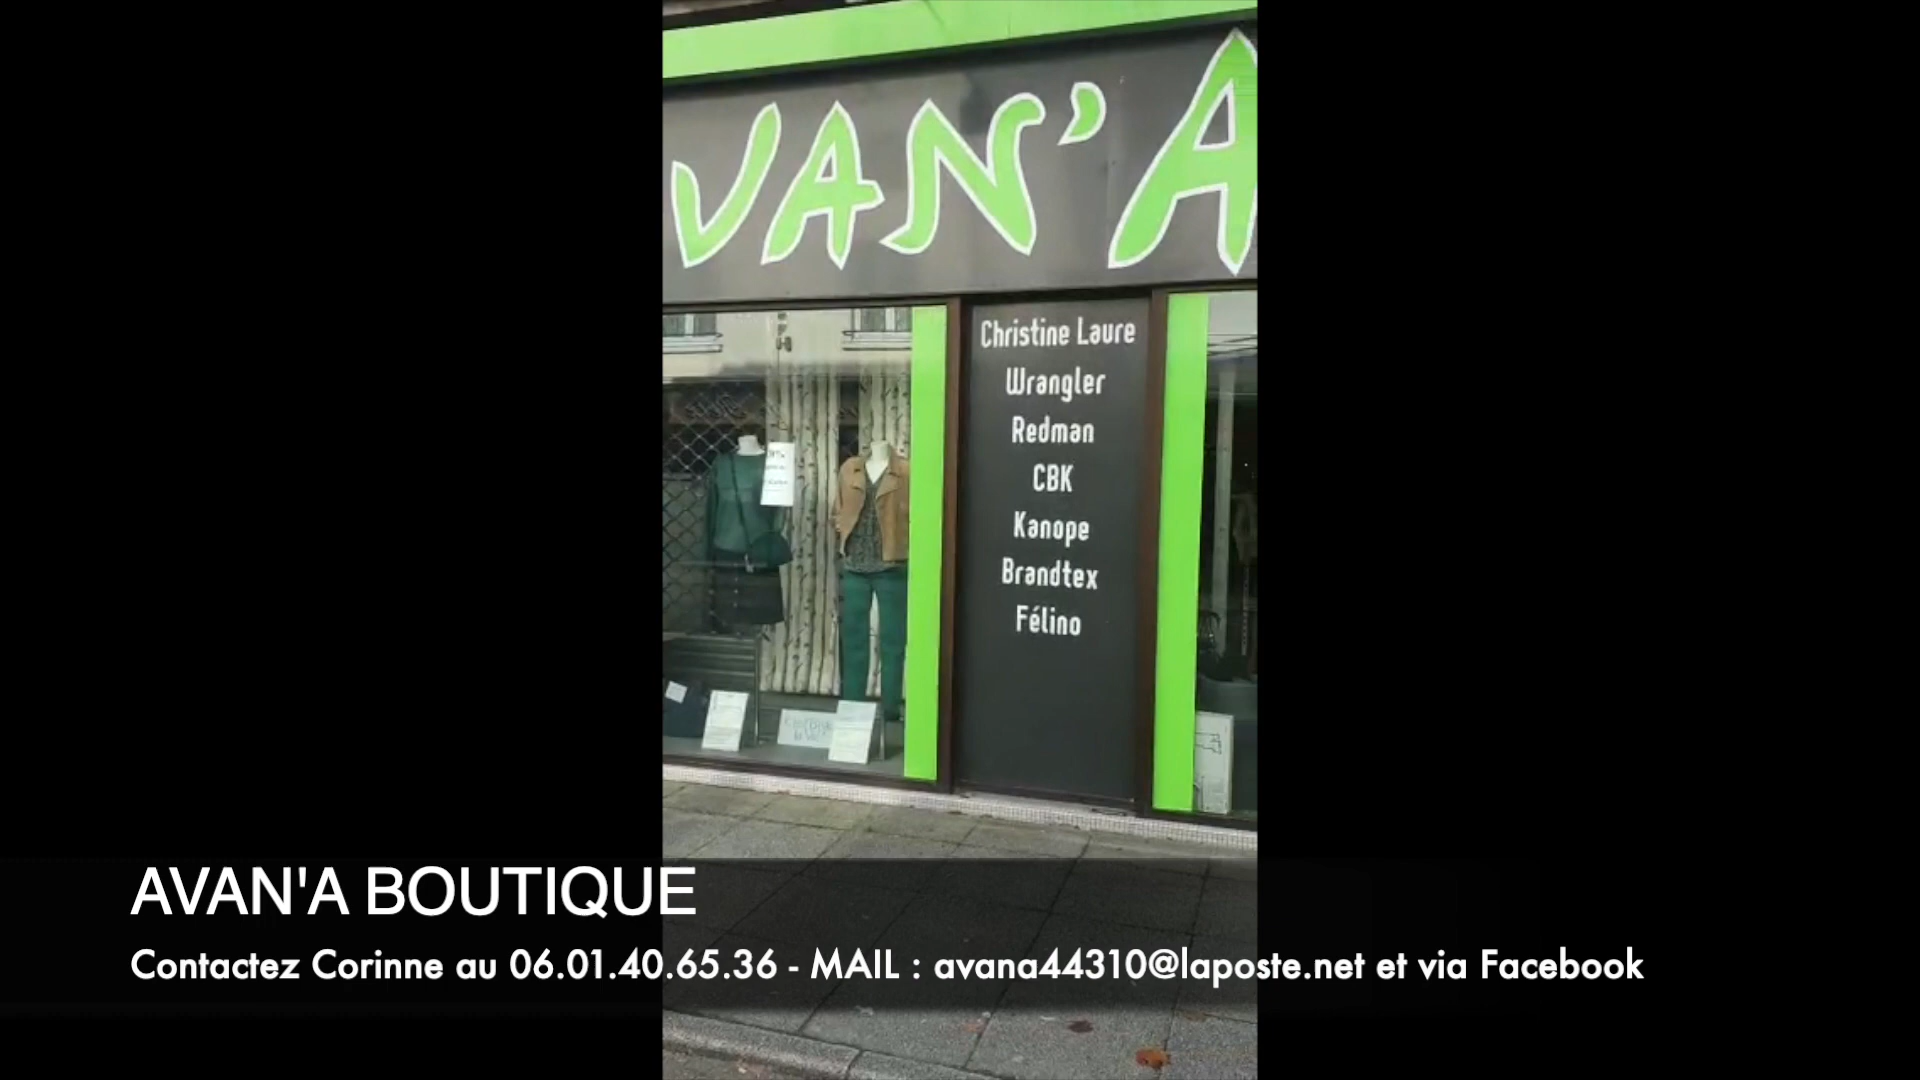 VAN'A
Christine Laure
Wrangler
Redman
CBK
Kanope
Brandtex
Félino
AVAN'A BOUTIQUE
Contactez Corinne au 06.01.40.65.36 - MAIL : avana44310@laposte.net et via Facebook